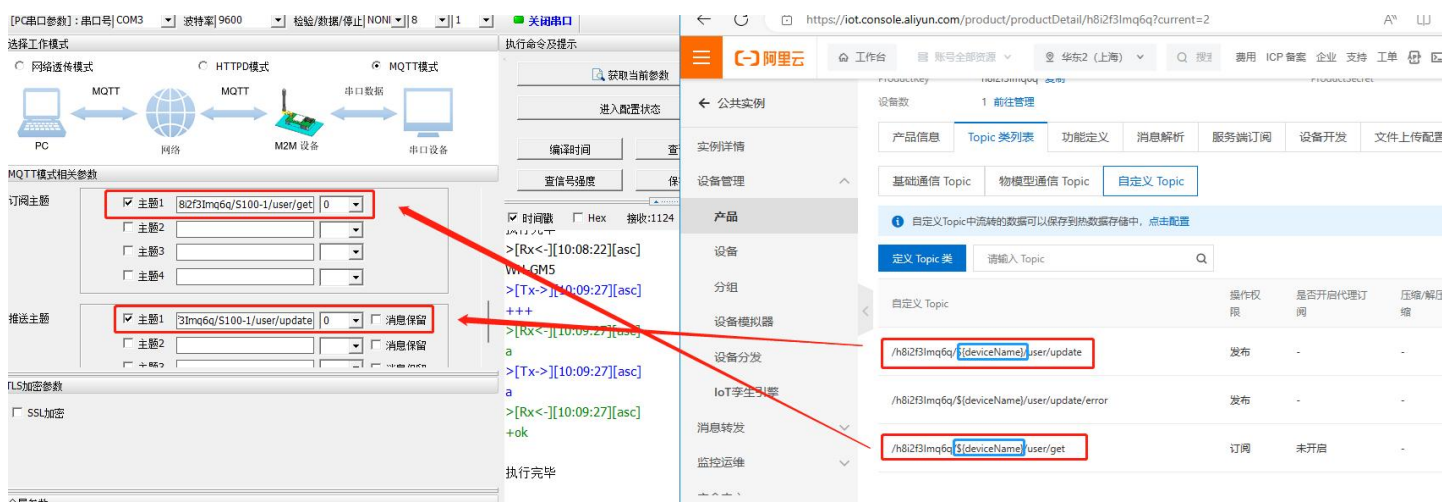 [PC串口参数]：串口号 COM3 波特率 9600 检验/数据/停止 NONI 8 1 关闭串口
选择工作模式
网络透传模式 HTTPD模式 MQTT模式
MQTT MQTT 串口数据
PC 网络 M2M 设备 串口设备
MQTT模式相关参数
订阅主题 主题1 8i2f3Imq6q/S100-1/user/get 0
主题2
主题3
主题4
推送主题 主题1 3Imq6q/S100-1/user/update 0 消息保留
主题2 消息保留
TLS加密参数
SSL加密
执行命令及提示
获取当前参数
进入配置状态
编译时间 查
查信号强度 保
时间戳 Hex 接收:1124
执行完毕
>[Rx<-][10:08:22][asc]
WH-GM5
>[Tx->][10:09:27][asc]
+++
>[Rx<-][10:09:27][asc]
a
>[Tx->][10:09:27][asc]
a
>[Rx<-][10:09:27][asc]
+ok
执行完毕
https://iot.console.aliyun.com/product/productDetail/h8i2f3Imq6q?current=2
阿里云 工作台 账号全部资源 华东2（上海） 费用 ICP 备案 企业 支持 工单
公共实例
实例详情
设备管理
产品
设备
分组
设备模拟器
设备分发
IoT孪生引擎
消息转发
监控运维
ProductKey h8i2f3Imq6q 复制 ProductSecret
设备数 1 前往管理
产品信息 Topic 类列表 功能定义 消息解析 服务端订阅 设备开发 文件上传配置
基础通信 Topic 物模型通信 Topic 自定义 Topic
自定义Topic中流转的数据可以保存到热数据存储中，点击配置
定义 Topic 类 请输入 Topic
自定义 Topic 操作权限 是否开启代理订阅 压缩/解压缩
/h8i2f3Imq6q/${deviceName}/user/update 发布 - -
/h8i2f3Imq6q/${deviceName}/user/update/error 发布 - -
/h8i2f3Imq6q/${deviceName}/user/get 订阅 未开启 -